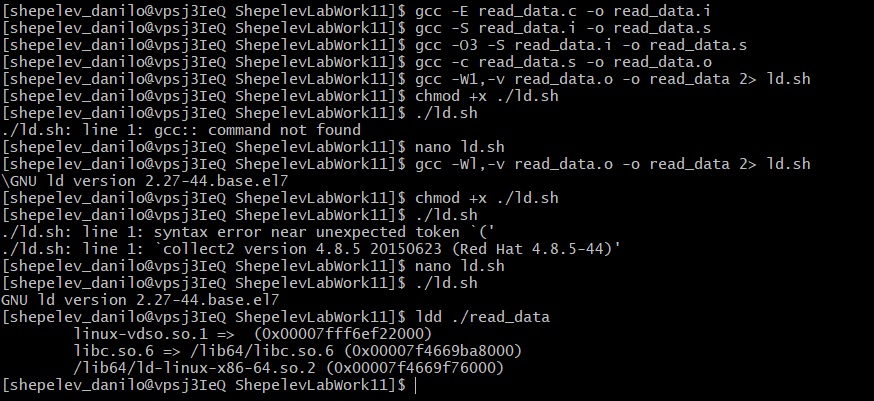 [shepelev_danilo@vpsj3IeQ ShepelevLabWork11]$ gcc -E read_data.c -o read_data.i
[shepelev_danilo@vpsj3IeQ ShepelevLabWork11]$ gcc -S read_data.i -o read_data.s
[shepelev_danilo@vpsj3IeQ ShepelevLabWork11]$ gcc -O3 -S read_data.i -o read_data.s
[shepelev_danilo@vpsj3IeQ ShepelevLabWork11]$ gcc -c read_data.s -o read_data.o
[shepelev_danilo@vpsj3IeQ ShepelevLabWork11]$ gcc -W1,-v read_data.o -o read_data 2> ld.sh
[shepelev_danilo@vpsj3IeQ ShepelevLabWork11]$ chmod +x ./ld.sh
[shepelev_danilo@vpsj3IeQ ShepelevLabWork11]$ ./ld.sh
./ld.sh: line 1: gcc:: command not found
[shepelev_danilo@vpsj3IeQ ShepelevLabWork11]$ nano ld.sh
[shepelev_danilo@vpsj3IeQ ShepelevLabWork11]$ gcc -Wl,-v read_data.o -o read_data 2> ld.sh
\GNU ld version 2.27-44.base.el7
[shepelev_danilo@vpsj3IeQ ShepelevLabWork11]$ chmod +x ./ld.sh
[shepelev_danilo@vpsj3IeQ ShepelevLabWork11]$ ./ld.sh
./ld.sh: line 1: syntax error near unexpected token `('
./ld.sh: line 1: `collect2 version 4.8.5 20150623 (Red Hat 4.8.5-44)'
[shepelev_danilo@vpsj3IeQ ShepelevLabWork11]$ nano ld.sh
[shepelev_danilo@vpsj3IeQ ShepelevLabWork11]$ ./ld.sh
GNU ld version 2.27-44.base.el7
[shepelev_danilo@vpsj3IeQ ShepelevLabWork11]$ ldd ./read_data
linux-vdso.so.1 =>  (0x00007fff6ef22000)
libc.so.6 => /lib64/libc.so.6 (0x00007f4669ba8000)
/lib64/ld-linux-x86-64.so.2 (0x00007f4669f76000)
[shepelev_danilo@vpsj3IeQ ShepelevLabWork11]$